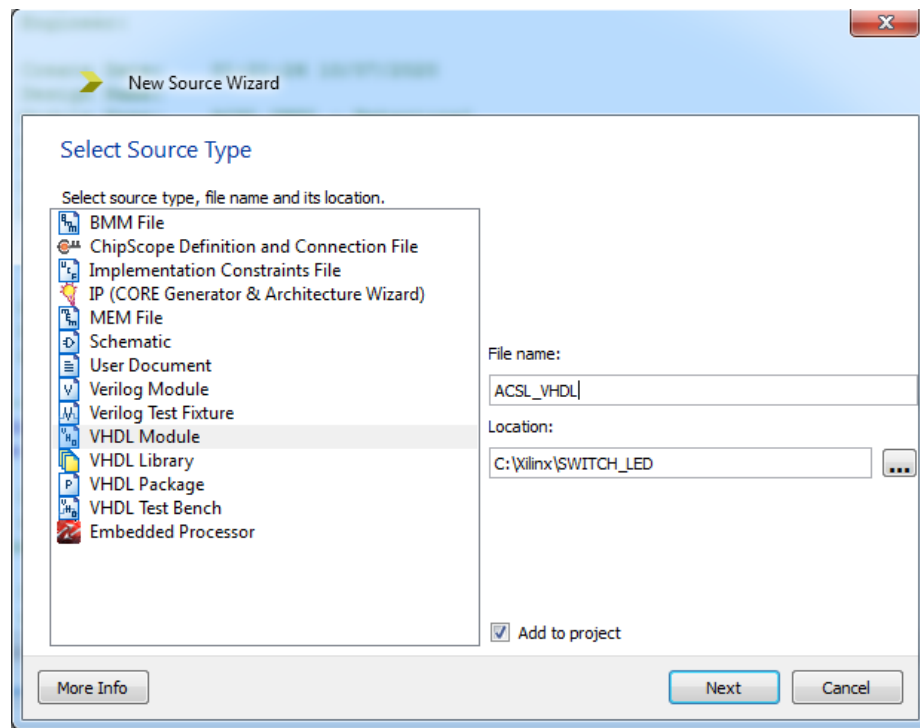 New Source Wizard
Select Source Type
Select source type, file name and its location.
BMM File
ChipScope Definition and Connection File
Implementation Constraints File
IP (CORE Generator & Architecture Wizard)
MEM File
Schematic
User Document
Verilog Module
Verilog Test Fixture
VHDL Module
VHDL Library
VHDL Package
VHDL Test Bench
Embedded Processor
File name:
ACSL_VHDL
Location:
C:\Xilinx\SWITCH_LED
...
Add to project
More Info
Next
Cancel